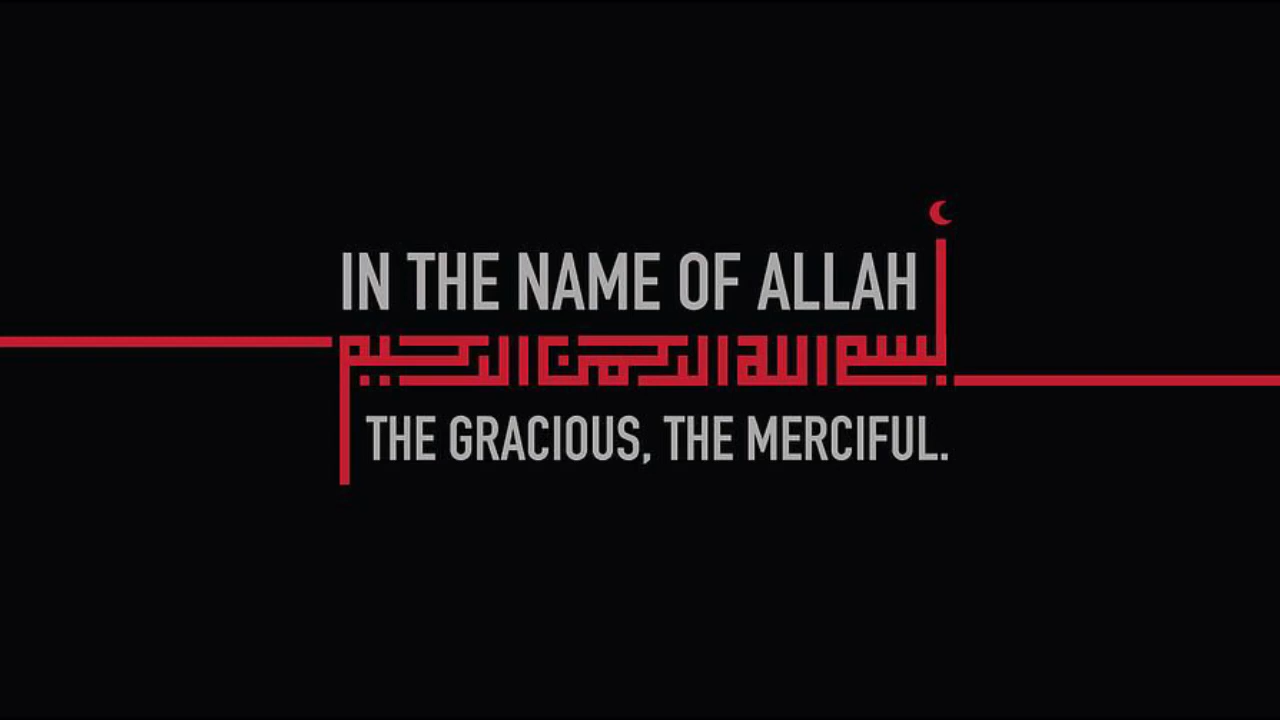 IN THE NAME OF ALLAH
بسم الله الرحمن الرحيم
THE GRACIOUS, THE MERCIFUL.